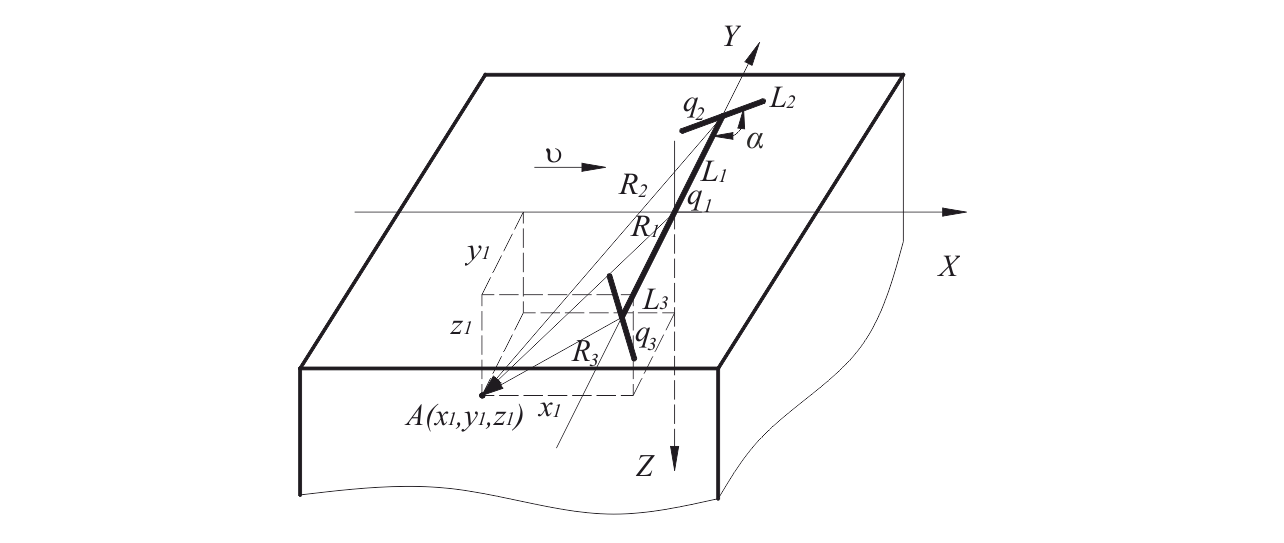 Y
q2
L2
α
υ
L1
R2
q1
R1
X
y1
L3
z1
q3
R3
A(x1,y1,z1)
x1
Z